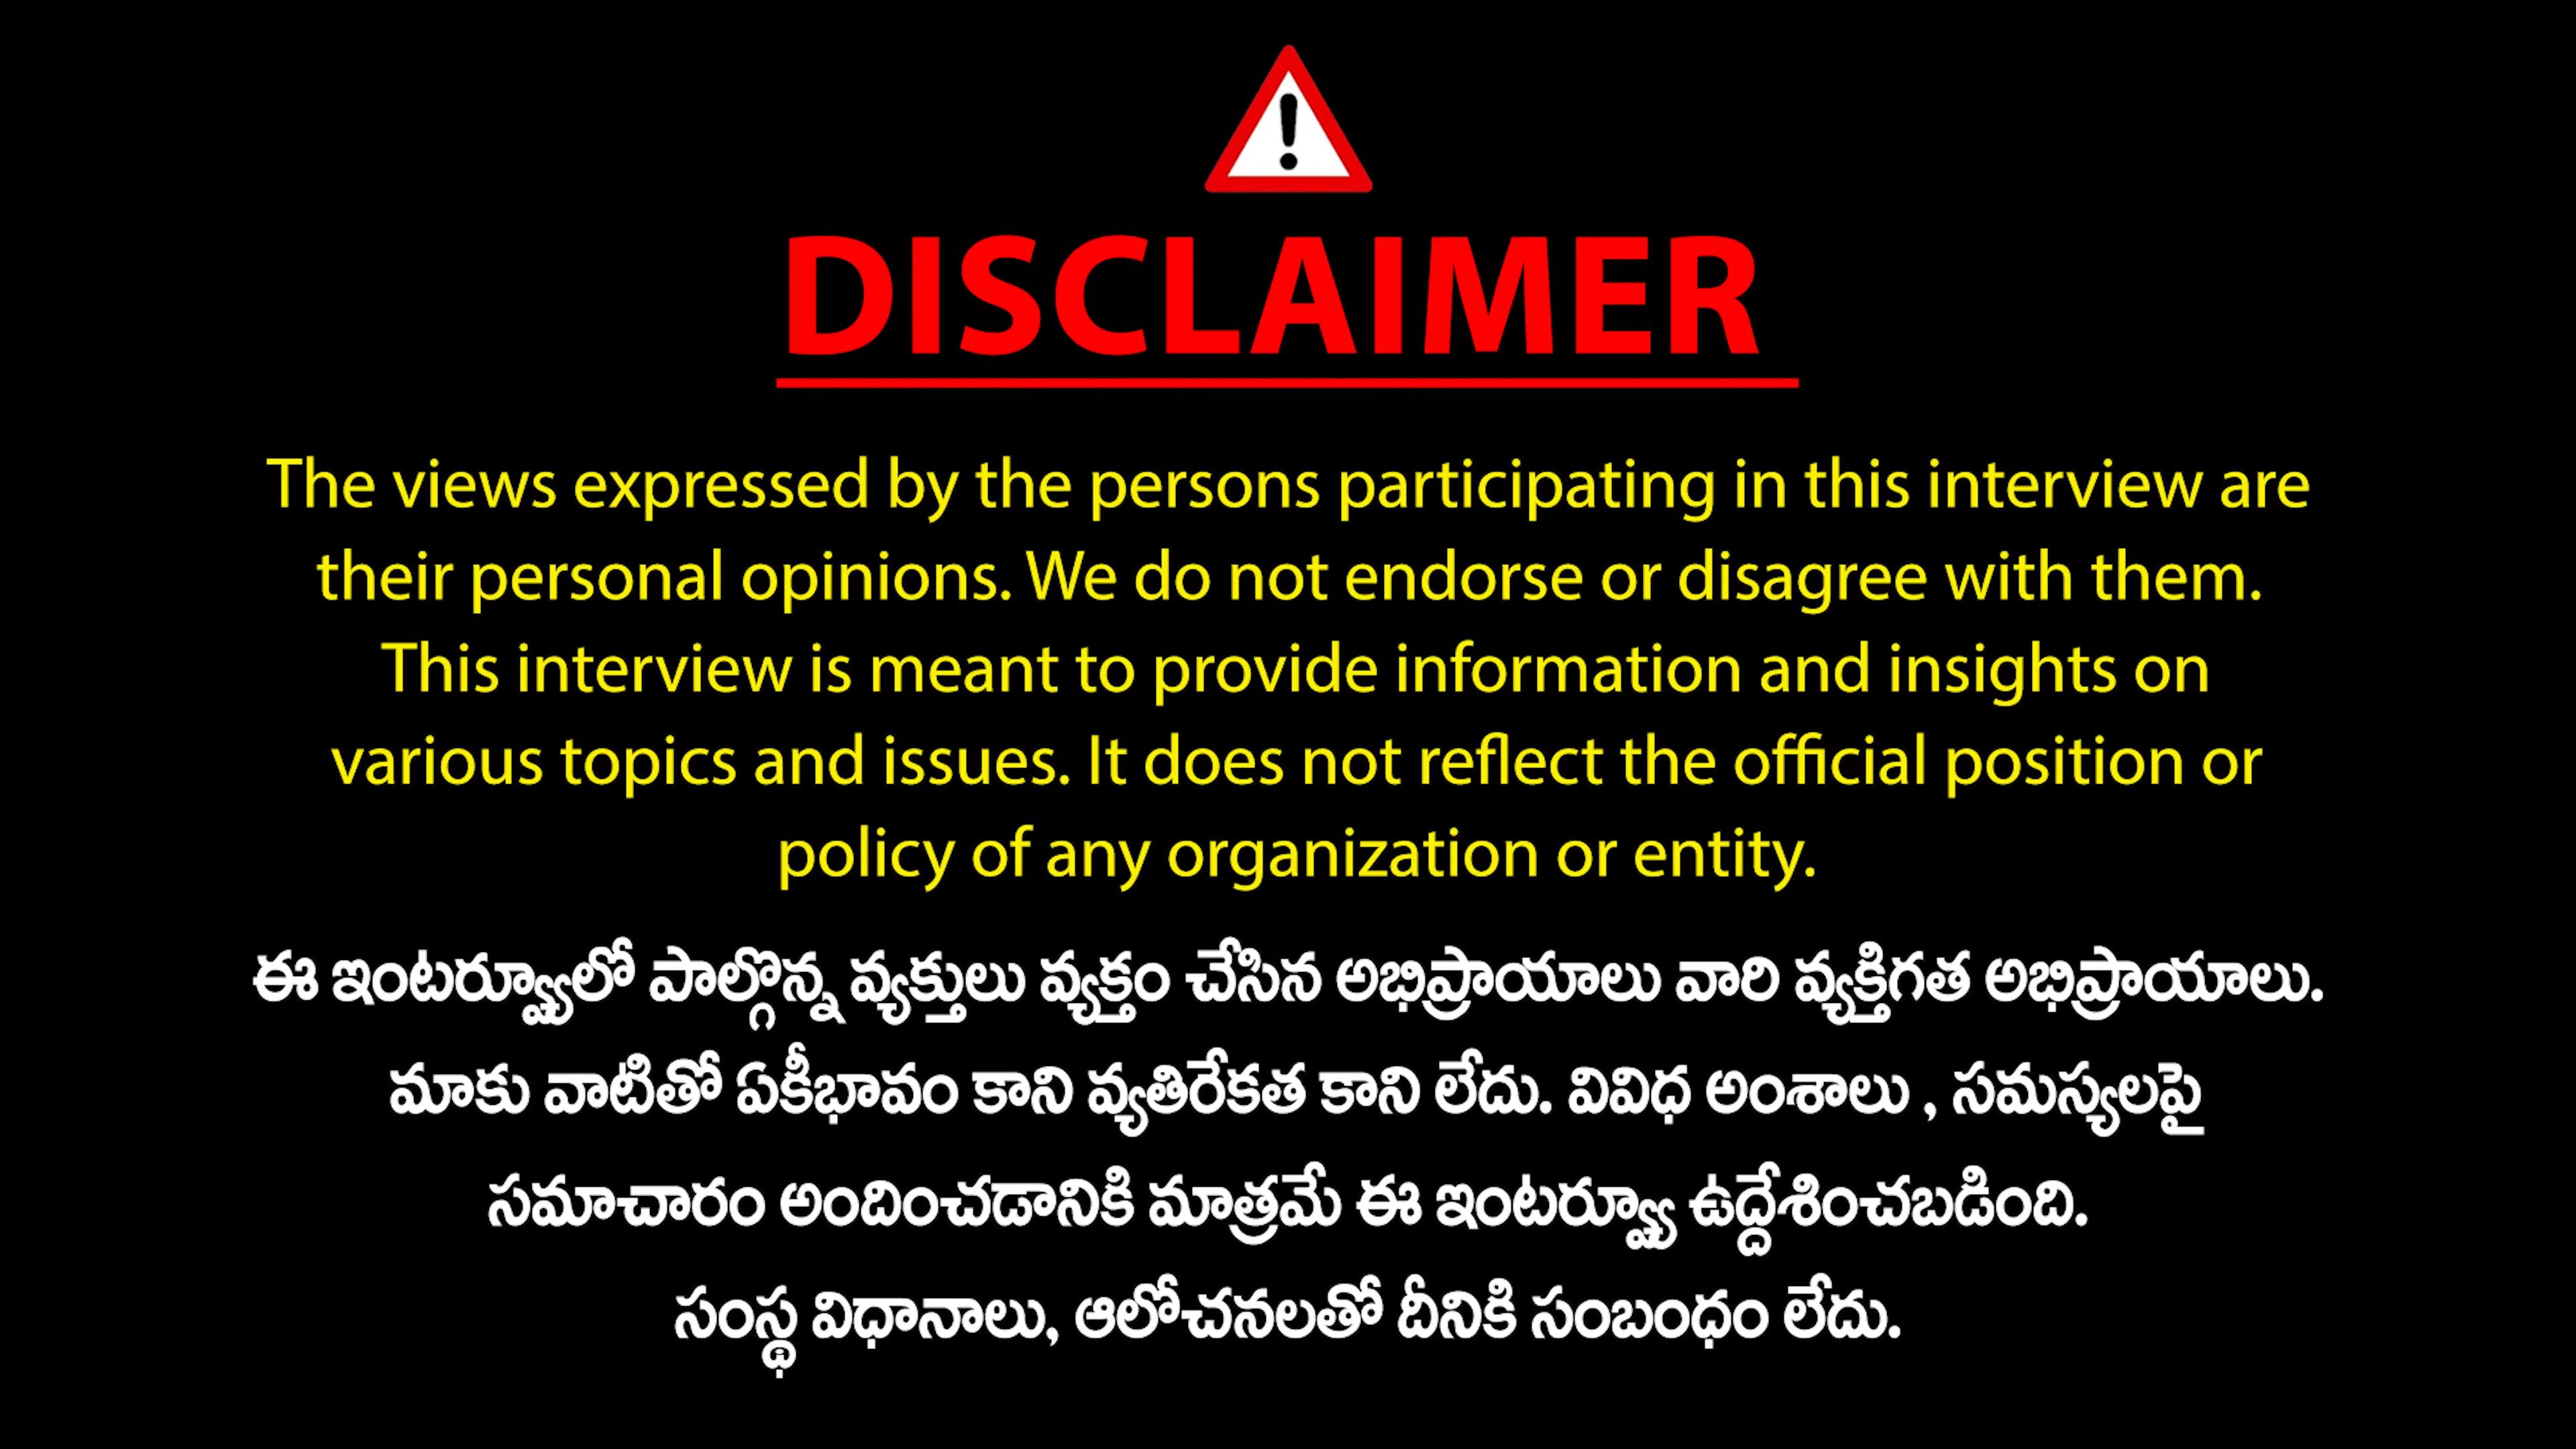 DISCLAIMER
The views expressed by the persons participating in this interview are
their personal opinions. We do not endorse or disagree with them.
This interview is meant to provide information and insights on
various topics and issues. It does not reflect the official position or
policy of any organization or entity.
ఈ ఇంటర్వ్యూలో పాల్గొన్న వ్యక్తులు వ్యక్తం చేసిన అభిప్రాయాలు వారి వ్యక్తిగత అభిప్రాయాలు.
మాకు వాటితో ఏకీభావం కాని వ్యతిరేకత కాని లేదు. వివిధ అంశాలు , సమస్యలపై
సమాచారం అందించడానికి మాత్రమే ఈ ఇంటర్వ్యూ ఉద్దేశించబడింది.
సంస్థ విధానాలు, ఆలోచనలతో దీనికి సంబంధం లేదు.